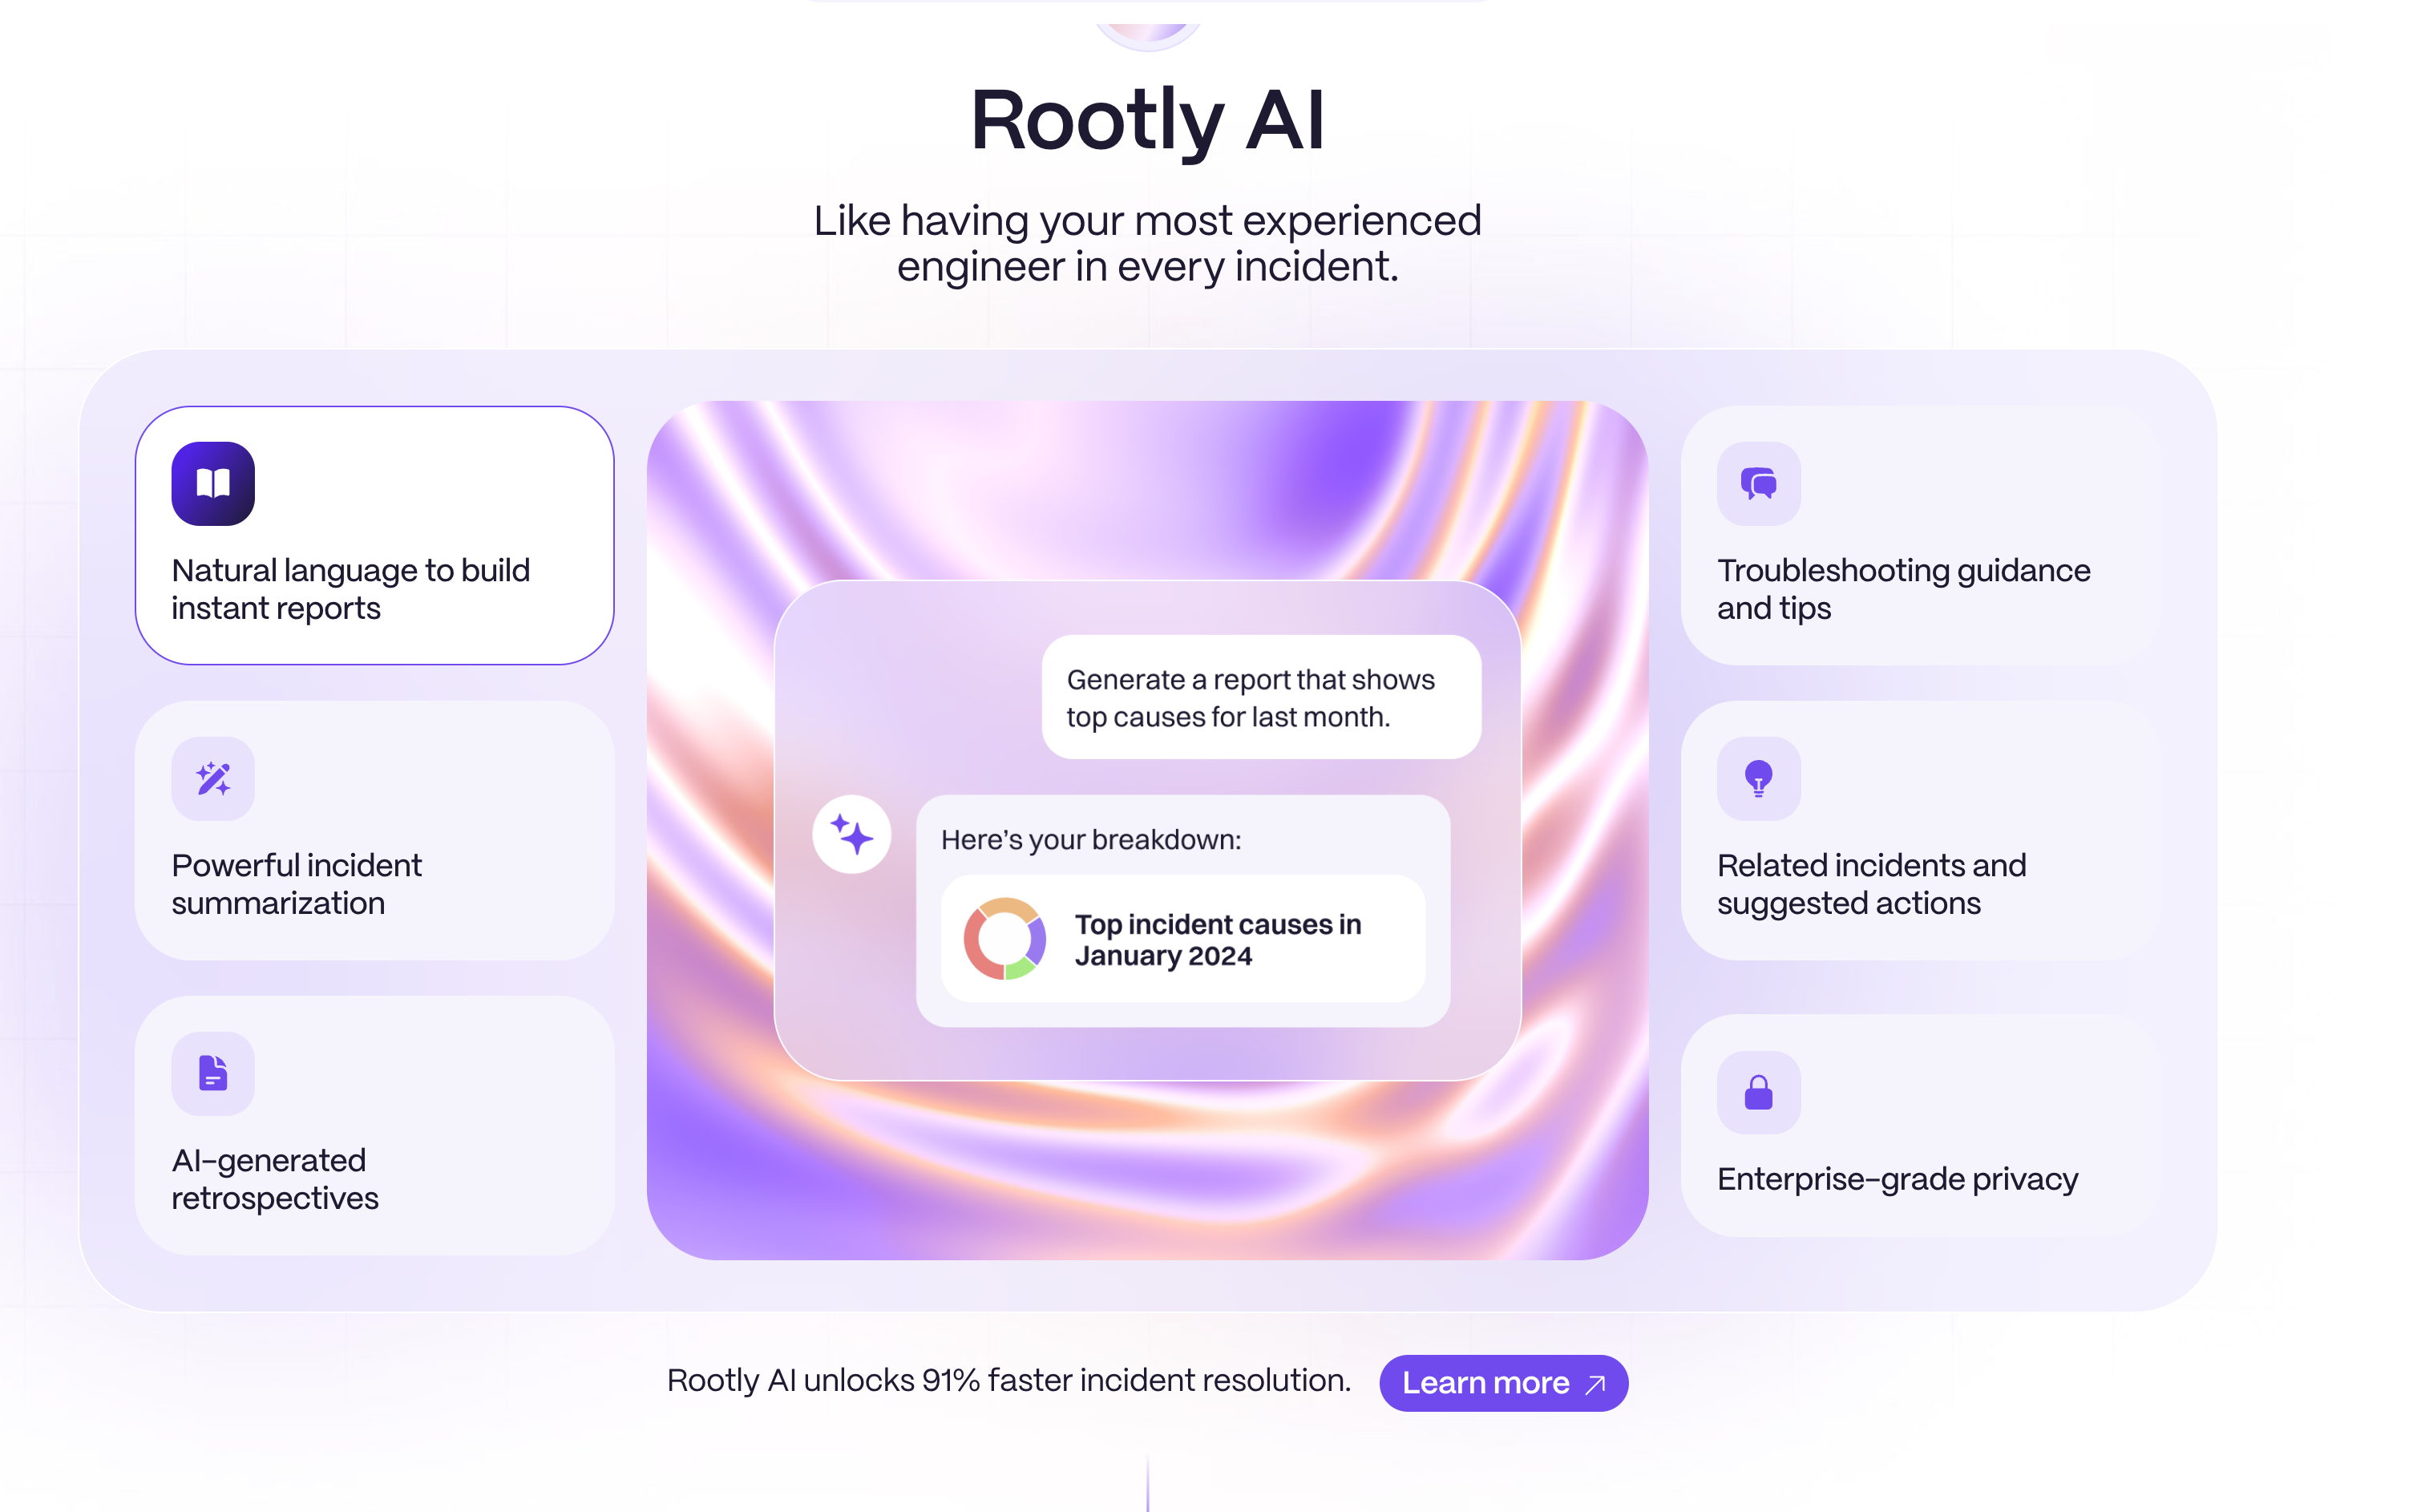 Rootly AI
Like having your most experienced
engineer in every incident.
Natural language to build
instant reports
Powerful incident
summarization
AI-generated
retrospectives
Generate a report that shows
top causes for last month.
Here’s your breakdown:
Top incident causes in
January 2024
Troubleshooting guidance
and tips
Related incidents and
suggested actions
Enterprise-grade privacy
Rootly AI unlocks 91% faster incident resolution.
Learn more